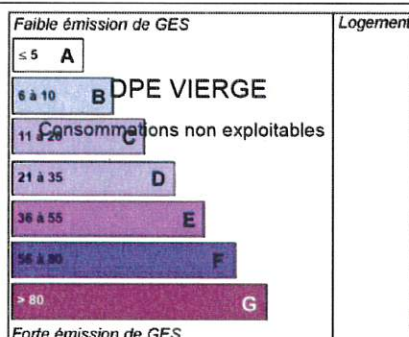 Faible émission de GES
Logement
≤ 5 A
6 à 10 B
DPE VIERGE
11 à 20 C
Consommations non exploitables
21 à 35 D
36 à 55 E
56 à 80 F
> 80 G
Forte émission de GES